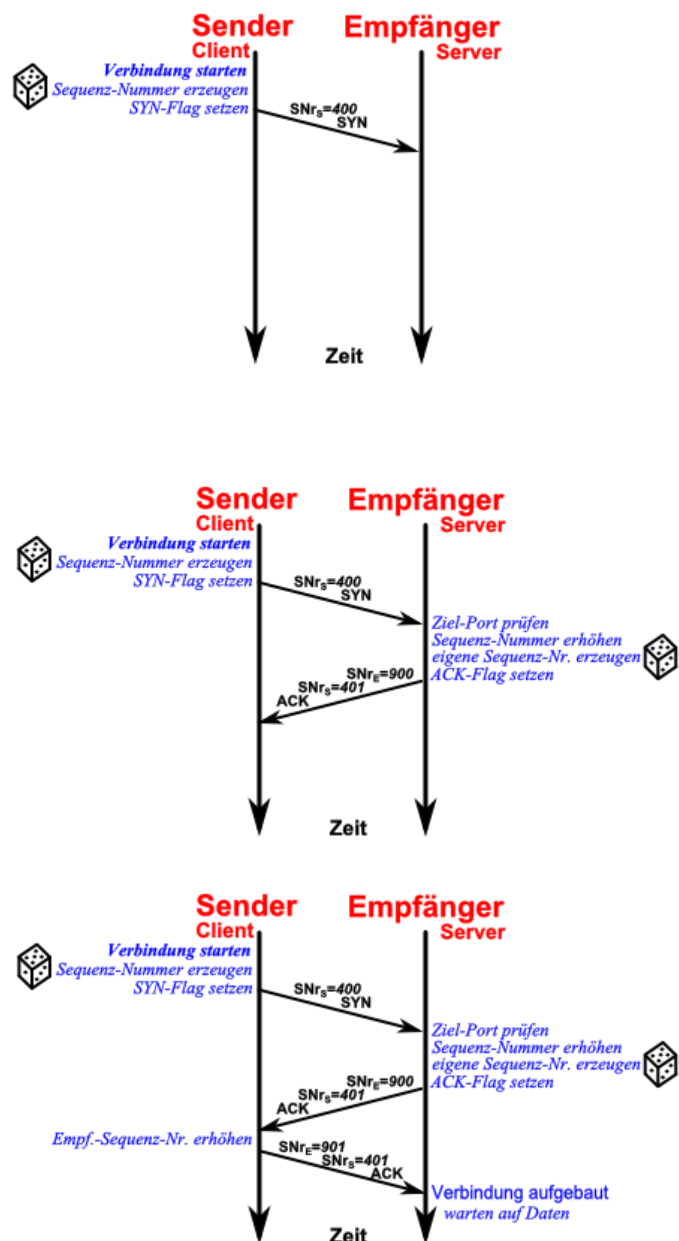 Sender Empfänger
Client Server
Verbindung starten
Sequenz-Nummer erzeugen
SYN-Flag setzen
SNrS=400
SYN
Zeit
Sender Empfänger
Client Server
Verbindung starten
Sequenz-Nummer erzeugen
SYN-Flag setzen
SNrS=400
SYN
Ziel-Port prüfen
Sequenz-Nummer erhöhen
eigene Sequenz-Nr. erzeugen
ACK-Flag setzen
SNrE=900
SNrS=401
ACK
Zeit
Sender Empfänger
Client Server
Verbindung starten
Sequenz-Nummer erzeugen
SYN-Flag setzen
SNrS=400
SYN
Ziel-Port prüfen
Sequenz-Nummer erhöhen
eigene Sequenz-Nr. erzeugen
ACK-Flag setzen
SNrE=900
SNrS=401
ACK
Empf.-Sequenz-Nr. erhöhen
SNrE=901
SNrS=401
ACK
Verbindung aufgebaut
warten auf Daten
Zeit